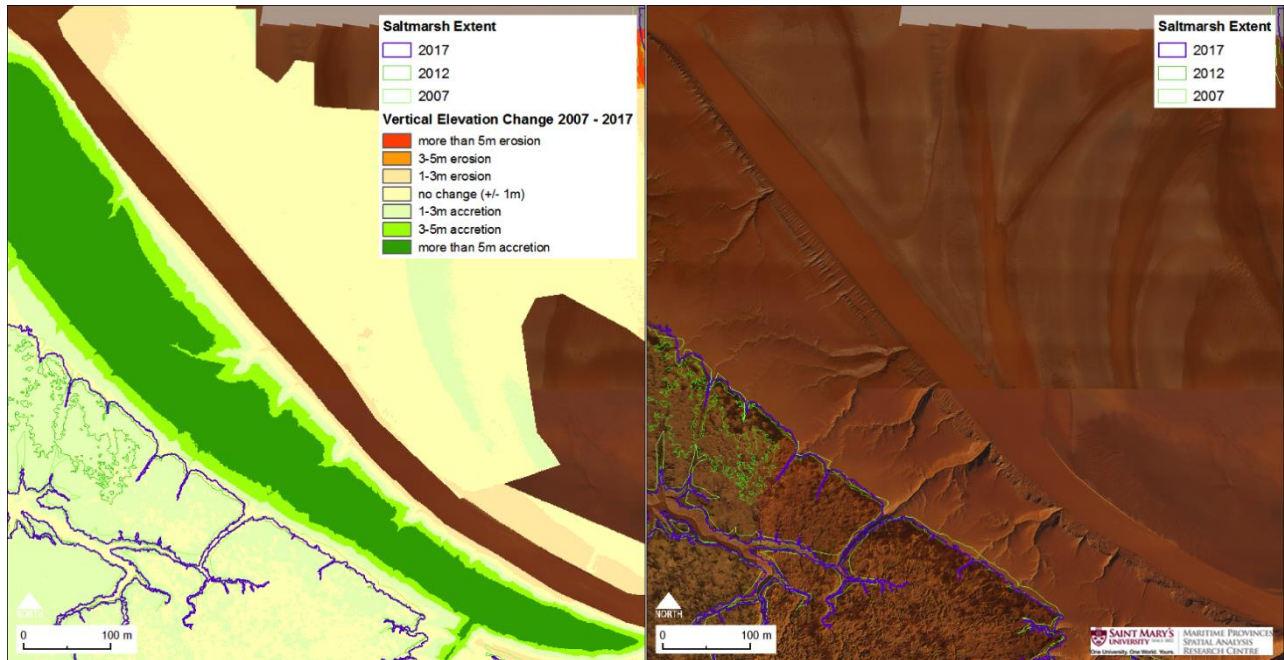 Saltmarsh Extent
2017
2012
2007
Vertical Elevation Change 2007 - 2017
more than 5m erosion
3-5m erosion
1-3m erosion
no change (+/- 1m)
1-3m accretion
3-5m accretion
more than 5m accretion
NORTH
0 100 m
Saltmarsh Extent
2017
2012
2007
NORTH
0 100 m
SAINT MARY'S
UNIVERSITY SINCE 1802
One University. One World. Yours.
MARITIME PROVINCES
SPATIAL ANALYSIS
RESEARCH CENTRE